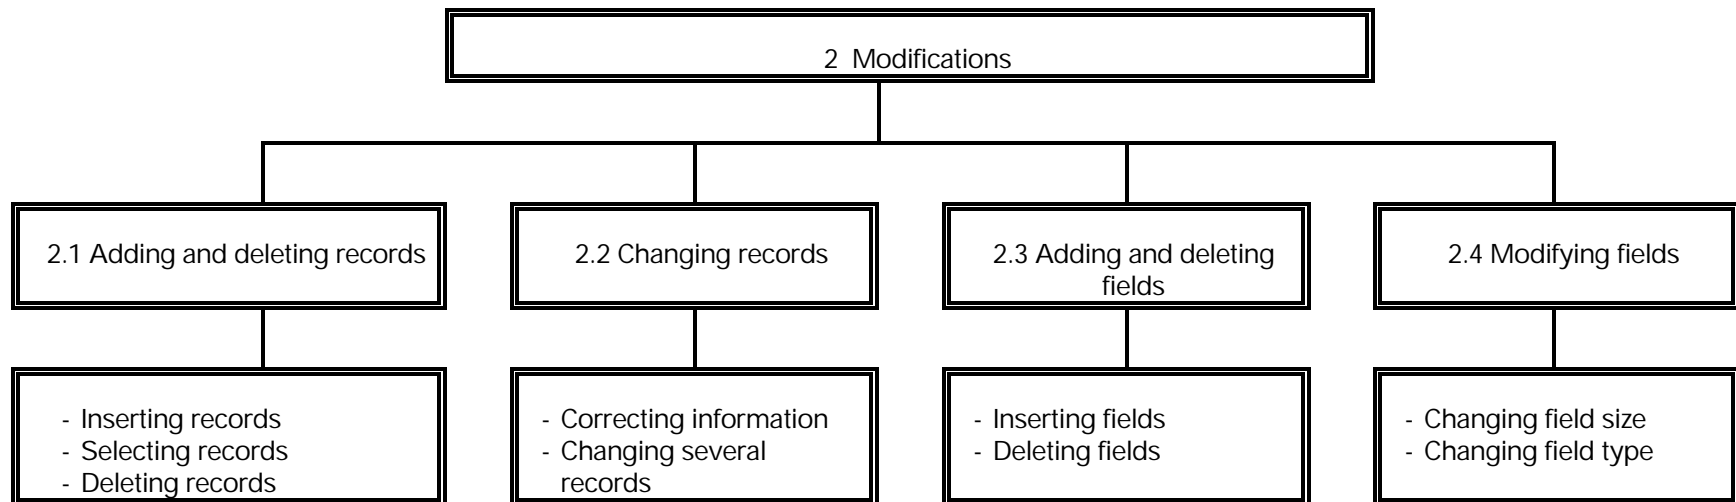 2 Modifications
2.1 Adding and deleting records
2.2 Changing records
2.3 Adding and deleting
fields
2.4 Modifying fields
- Inserting records
- Selecting records
- Deleting records
- Correcting information
- Changing several
records
- Inserting fields
- Deleting fields
- Changing field size
- Changing field type